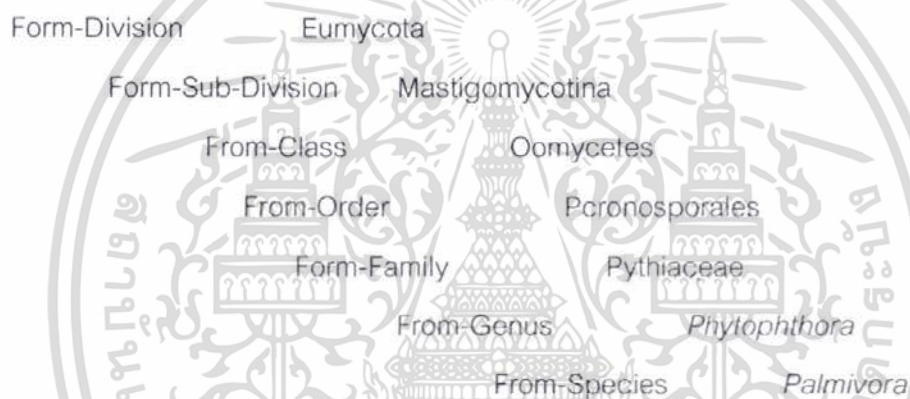 Form-Division Eumycota
Form-Sub-Division Mastigomycotina
From-Class Oomycetes
From-Order Pcronosporales
Form-Family Pythiaceae
From-Genus Phytophthora
From-Species Palmivora